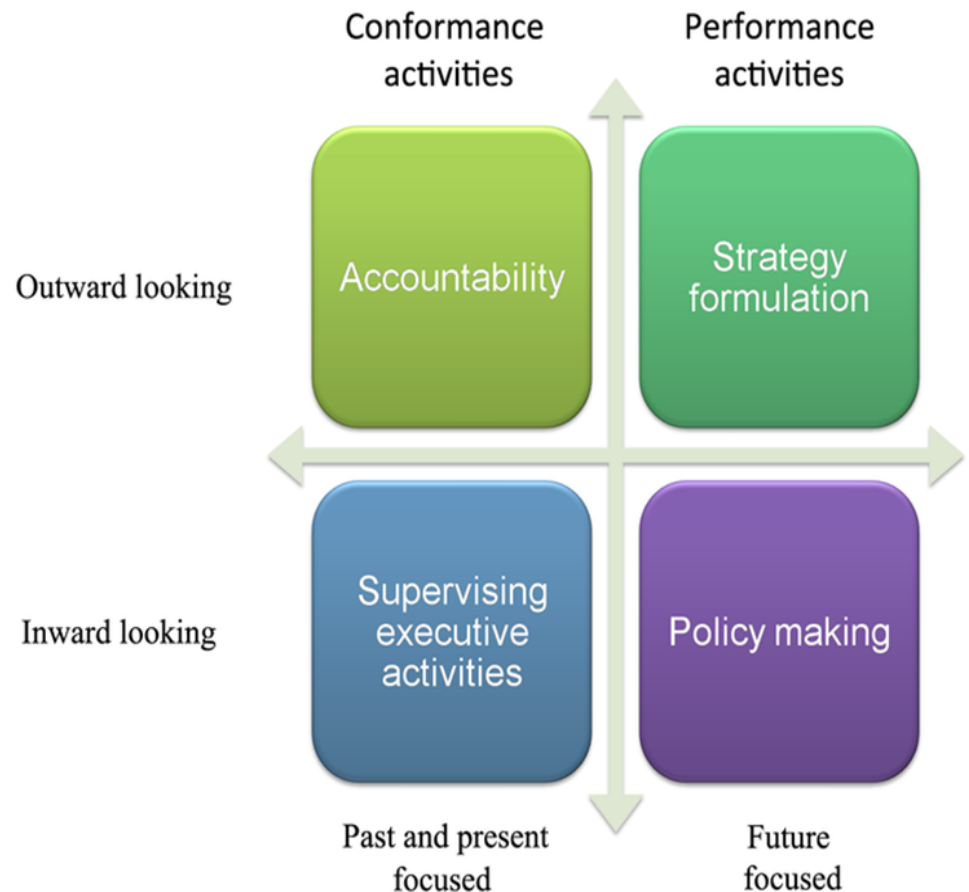 Conformance
activities
Performance
activities
Outward looking
Accountability
Strategy
formulation
Inward looking
Supervising
executive
activities
Policy making
Past and present
focused
Future
focused